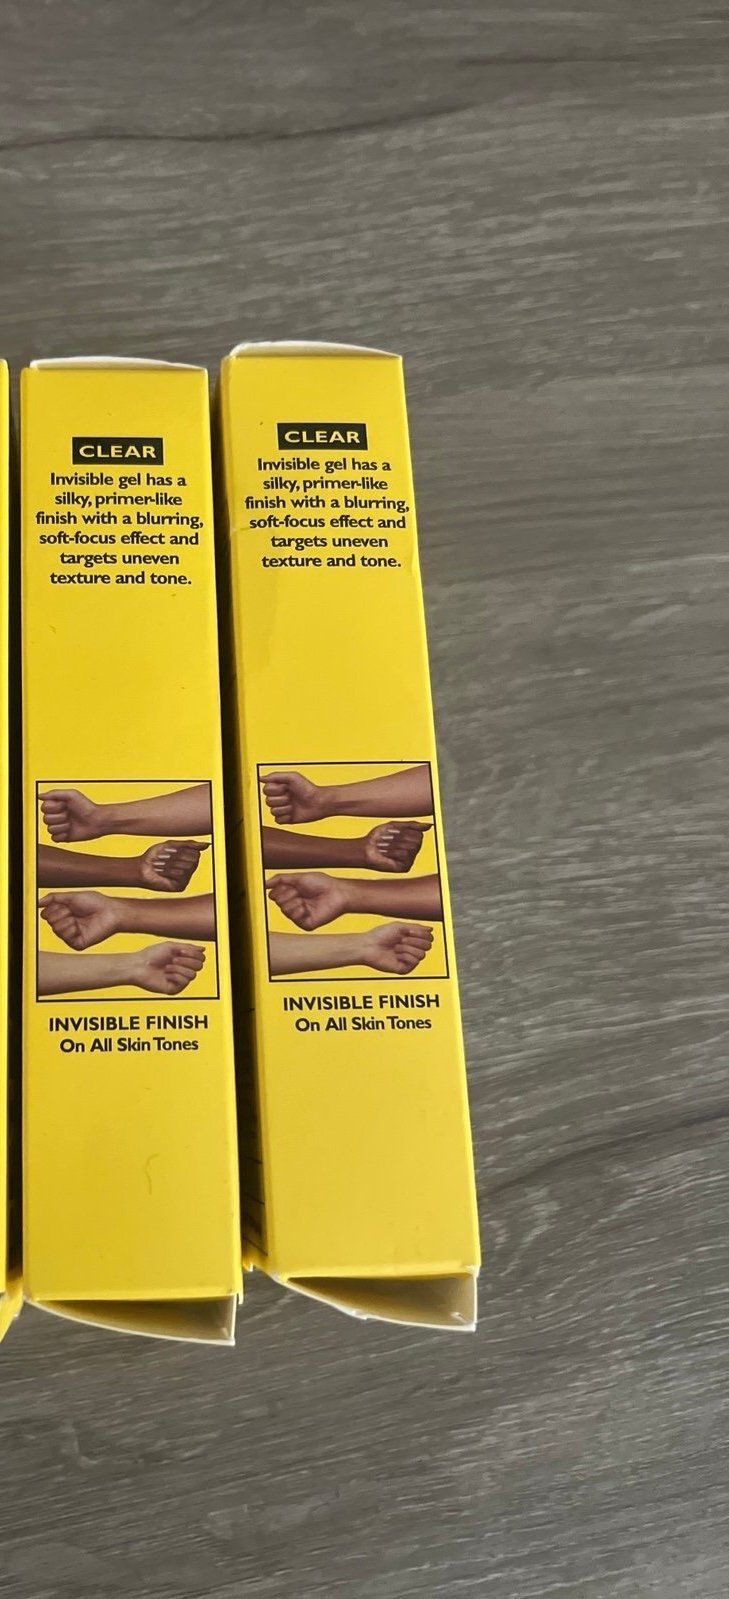 CLEAR
Invisible gel has a
silky, primer-like
finish with a blurring,
soft-focus effect and
targets uneven
texture and tone.
INVISIBLE FINISH
On All Skin Tones
CLEAR
Invisible gel has a
silky, primer-like
finish with a blurring,
soft-focus effect and
targets uneven
texture and tone.
INVISIBLE FINISH
On All Skin Tones